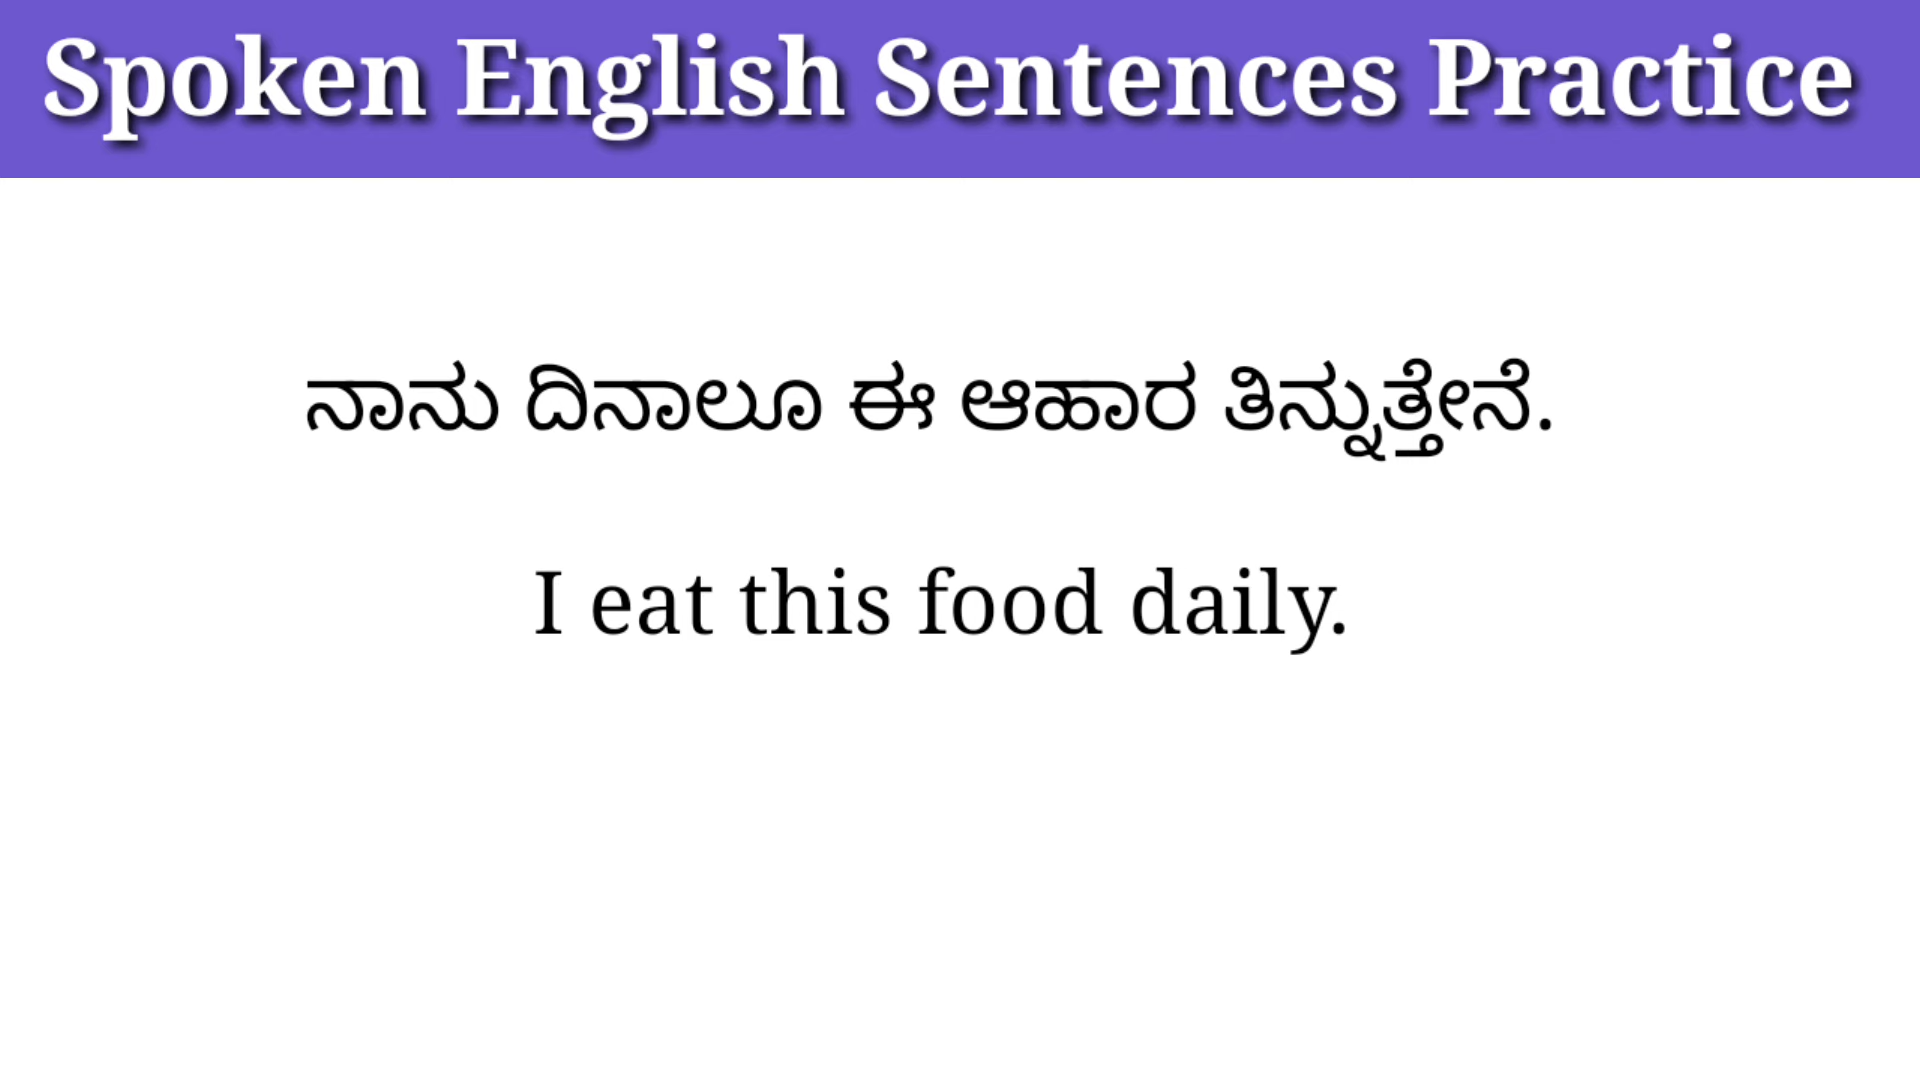 Spoken English Sentences Practice
ನಾನು ದಿನಾಲೂ ಈ ಆಹಾರ ತಿನ್ನುತ್ತೇನೆ.
I eat this food daily.